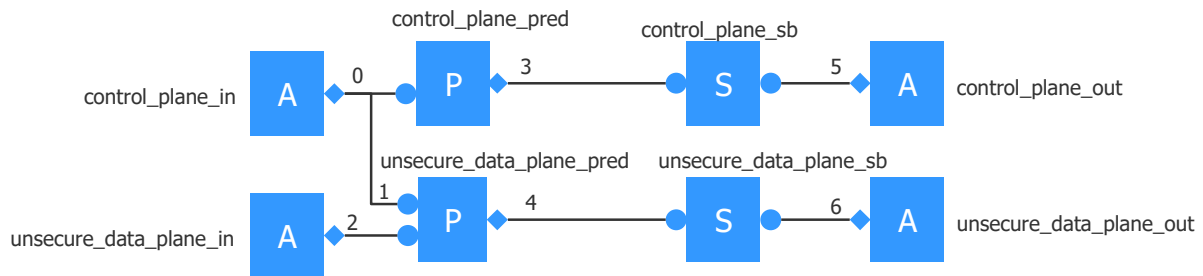 control_plane_pred
control_plane_sb
control_plane_in
A
0
P
3
S
5
A
control_plane_out
unsecure_data_plane_pred
unsecure_data_plane_sb
1
unsecure_data_plane_in
A
2
P
4
S
6
A
unsecure_data_plane_out